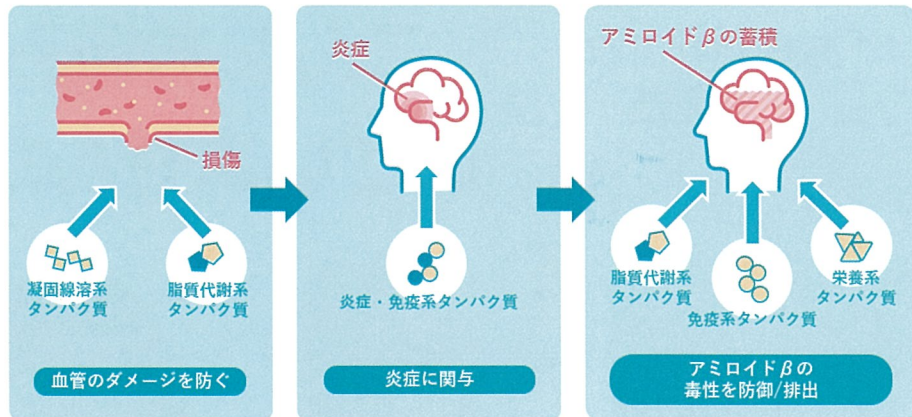 損傷
凝固線溶系
タンパク質
脂質代謝系
タンパク質
血管のダメージを防ぐ
炎症
炎症・免疫系タンパク質
炎症に関与
アミロイドβの蓄積
脂質代謝系
タンパク質
免疫系タンパク質
栄養系
タンパク質
アミロイドβの
毒性を防御/排出